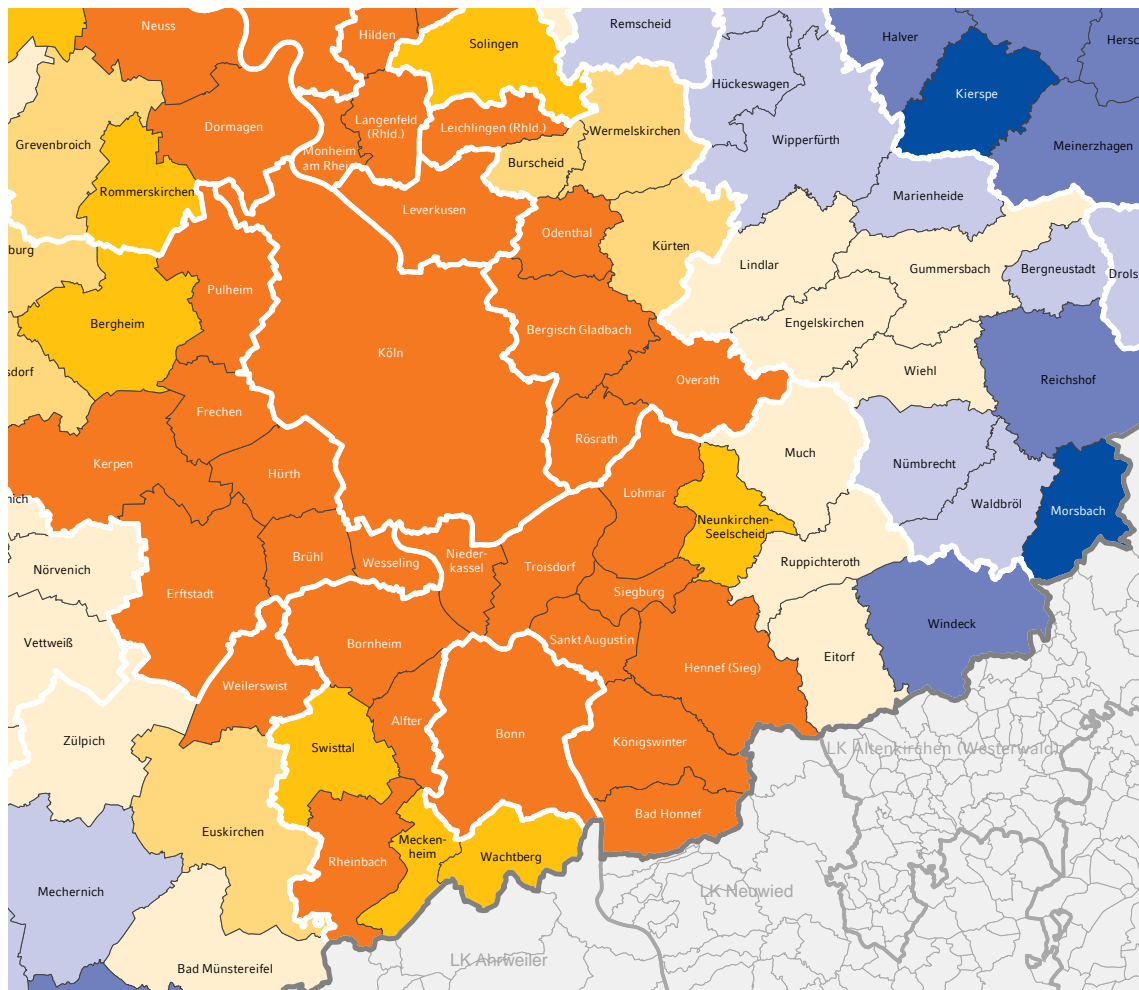 Neuss
Hilden
Solingen
Remscheid
Halver
Hersc
Hückeswagen
Kierspe
Dormagen
Langenfeld
(Rhld.)
Leichlingen (Rhld.)
Wermelskirchen
Wipperfürth
Meinerzhagen
Grevenbroich
Monheim
am Rhein
Burscheid
Rommerskirchen
Marienheide
Leverkusen
Odenthal
Kürten
burg
Lindlar
Gummersbach
Bergneustadt
Drols
Pulheim
Bergheim
Bergisch Gladbach
Engelskirchen
Köln
sdorf
Overath
Wiehl
Reichshof
Frechen
Rösrath
Much
Kerpen
Hürth
Nümbrecht
Lohmar
nich
Waldbröl
Morsbach
Neunkirchen-
Seelscheid
Nörvenich
Brühl
Wesseling
Nieder-
kassel
Troisdorf
Ruppichteroth
Erftstadt
Siegburg
Windeck
Vettweiß
Bornheim
Sankt Augustin
Eitorf
Hennef (Sieg)
Weilerswist
Alfter
Zülpich
Swisttal
Bonn
Königswinter
LK Altenkirchen (Westerwald)
Bad Honnef
Euskirchen
Mecken-
heim
Rheinbach
Wachtberg
Mechernich
LK Neuwied
LK Ahrweiler
Bad Münstereifel